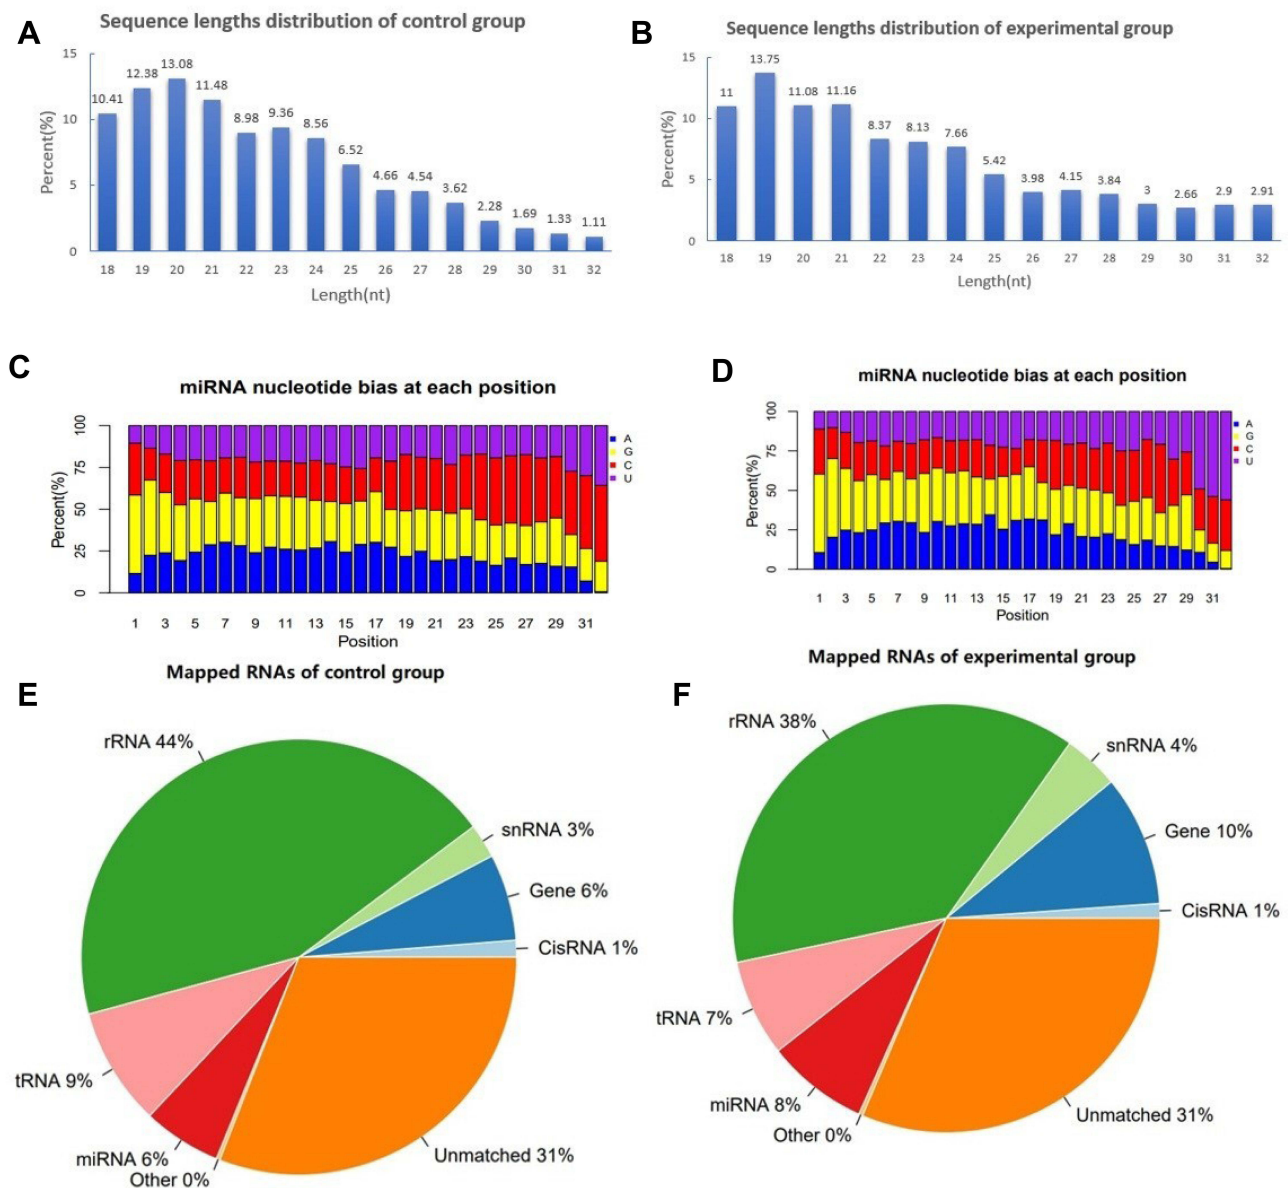 A
Sequence lengths distribution of control group
15
10
5
0
Percent(%)
10.41 12.38 13.08 11.48 8.98 9.36 8.56 6.52 4.66 4.54 3.62 2.28 1.69 1.33 1.11
18 19 20 21 22 23 24 25 26 27 28 29 30 31 32
Length(nt)
B
Sequence lengths distribution of experimental group
15
10
5
0
Percent(%)
11 13.75 11.08 11.16 8.37 8.13 7.66 5.42 3.98 4.15 3.84 3 2.66 2.9 2.91
18 19 20 21 22 23 24 25 26 27 28 29 30 31 32
Length(nt)
C
miRNA nucleotide bias at each position
100
75
50
25
0
Percent(%)
A
G
C
U
1 3 5 7 9 11 13 15 17 19 21 23 25 27 29 31
Position
D
miRNA nucleotide bias at each position
100
75
50
25
0
Percent(%)
A
G
C
U
1 3 5 7 9 11 13 15 17 19 21 23 25 27 29 31
Position
Mapped RNAs of control group
E
rRNA 44%
snRNA 3%
Gene 6%
CisRNA 1%
tRNA 9%
miRNA 6%
Other 0%
Unmatched 31%
Mapped RNAs of experimental group
F
rRNA 38%
snRNA 4%
Gene 10%
CisRNA 1%
tRNA 7%
miRNA 8%
Other 0%
Unmatched 31%